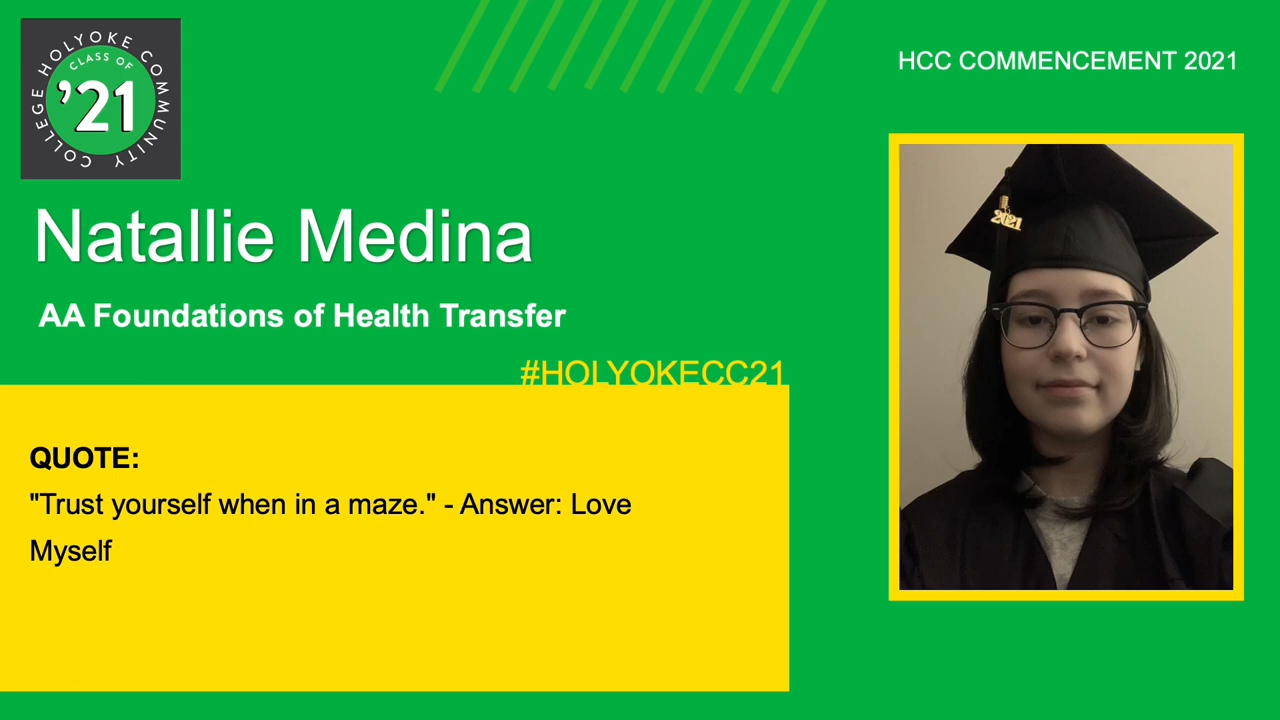 HOLYOKE COMMUNITY COLLEGE
CLASS OF
'21
HCC COMMENCEMENT 2021
2021
Natallie Medina
AA Foundations of Health Transfer
#HOLYOKECC21
QUOTE:
"Trust yourself when in a maze." - Answer: Love
Myself